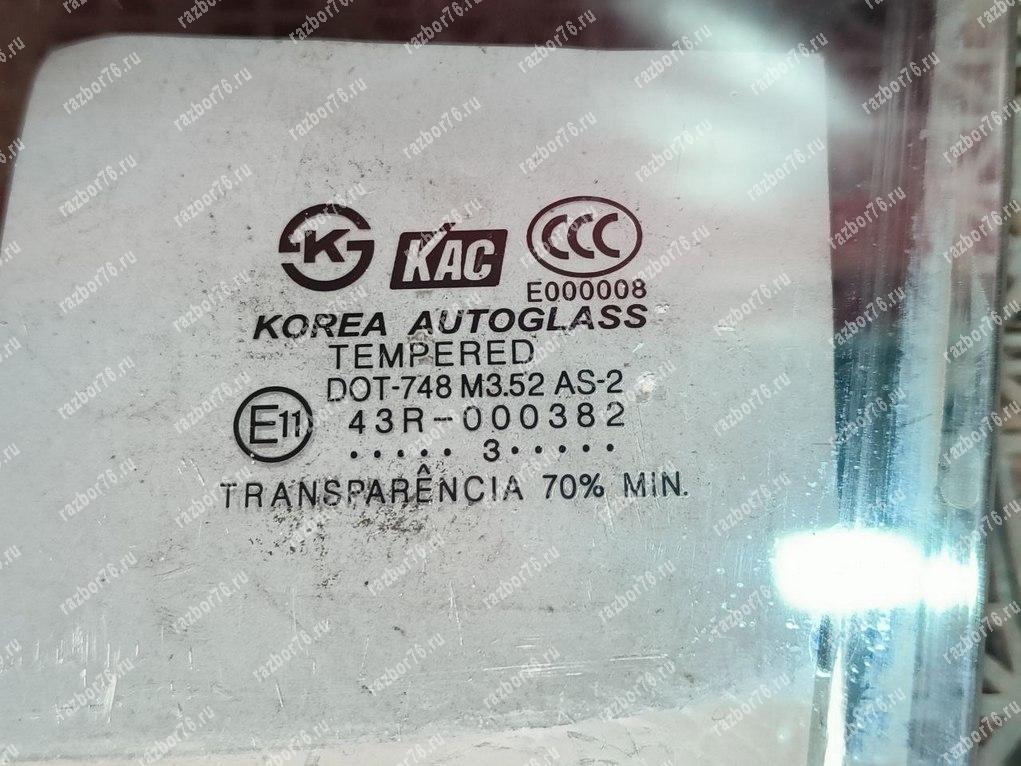 K KAC CCC
E000008
KOREA AUTOGLASS
TEMPERED
DOT-748 M3.52 AS-2
E11 43R-000382
..... 3.....
TRANSPARÊNCIA 70% MIN.
razbor76.ru